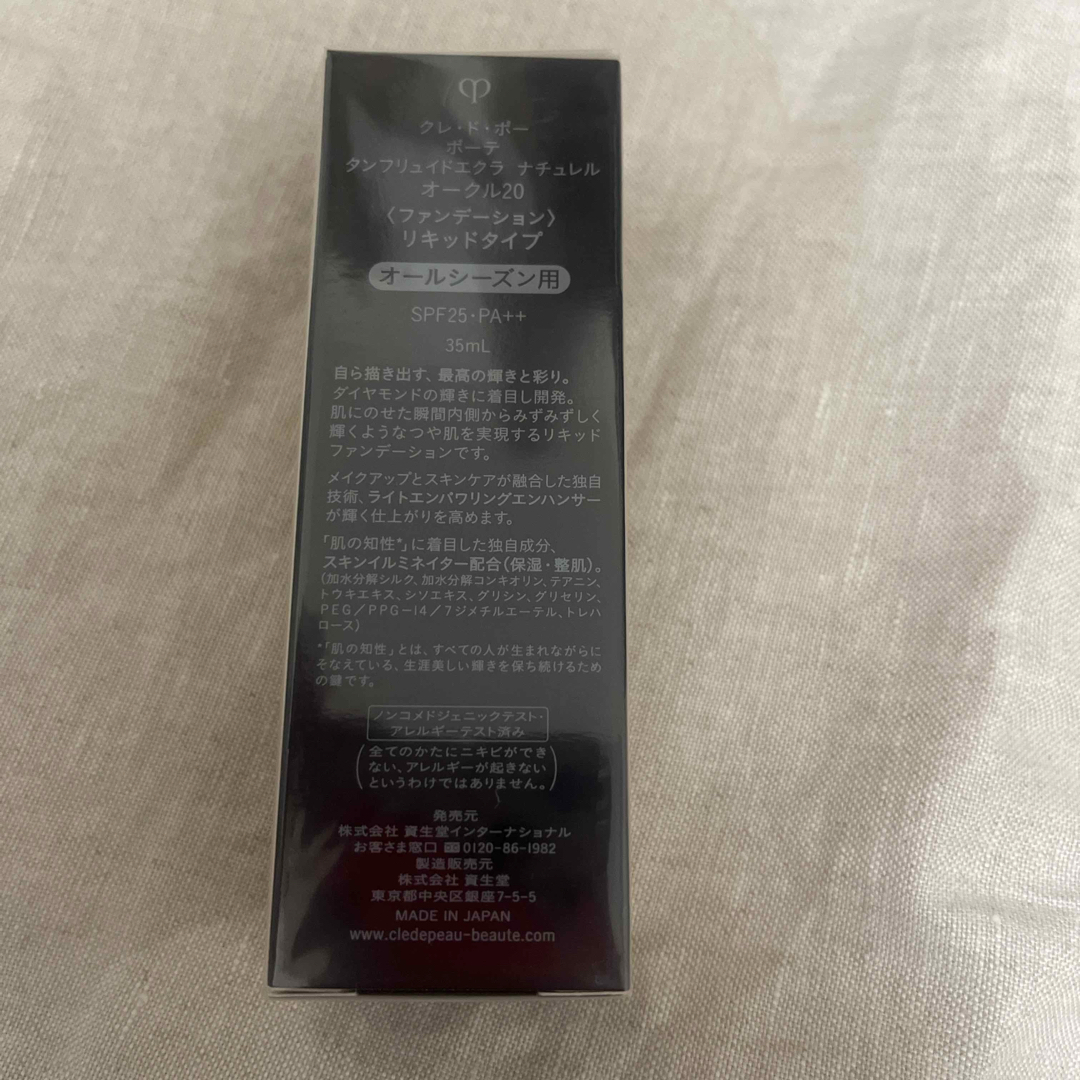 クレ・ド・ポー
ボーテ
タンフリュイドエクラ ナチュレル
オークル20
〈ファンデーション〉
リキッドタイプ
オールシーズン用
SPF25・PA++
35mL
自ら描き出す、最高の輝きと彩り。
ダイヤモンドの輝きに着目し開発。
肌にのせた瞬間内側からみずみずしく
輝くようなつや肌を実現するリキッド
ファンデーションです。
メイクアップとスキンケアが融合した独自
技術、ライトエンパワリングエンハンサー
が輝く仕上がりを高めます。
「肌の知性*」に着目した独自成分、
スキンイルミネイター配合(保湿・整肌)。
(加水分解シルク、加水分解コンキオリン、テアニン、
トウキエキス、シソエキス、グリシン、グリセリン、
PEG/PPG-14/7ジメチルエーテル、トレハ
ロース)
*「肌の知性」とは、すべての人が生まれながらに
そなえている、生涯美しい輝きを保ち続けるため
の鍵です。
ノンコメドジェニックテスト・
アレルギーテスト済み
(全てのかたにニキビができ
ない、アレルギーが起きない
というわけではありません。)
発売元
株式会社 資生堂インターナショナル
お客さま窓口 0120-86-1982
製造販売元
株式会社 資生堂
東京都中央区銀座7-5-5
MADE IN JAPAN
www.cledepeau-beaute.com